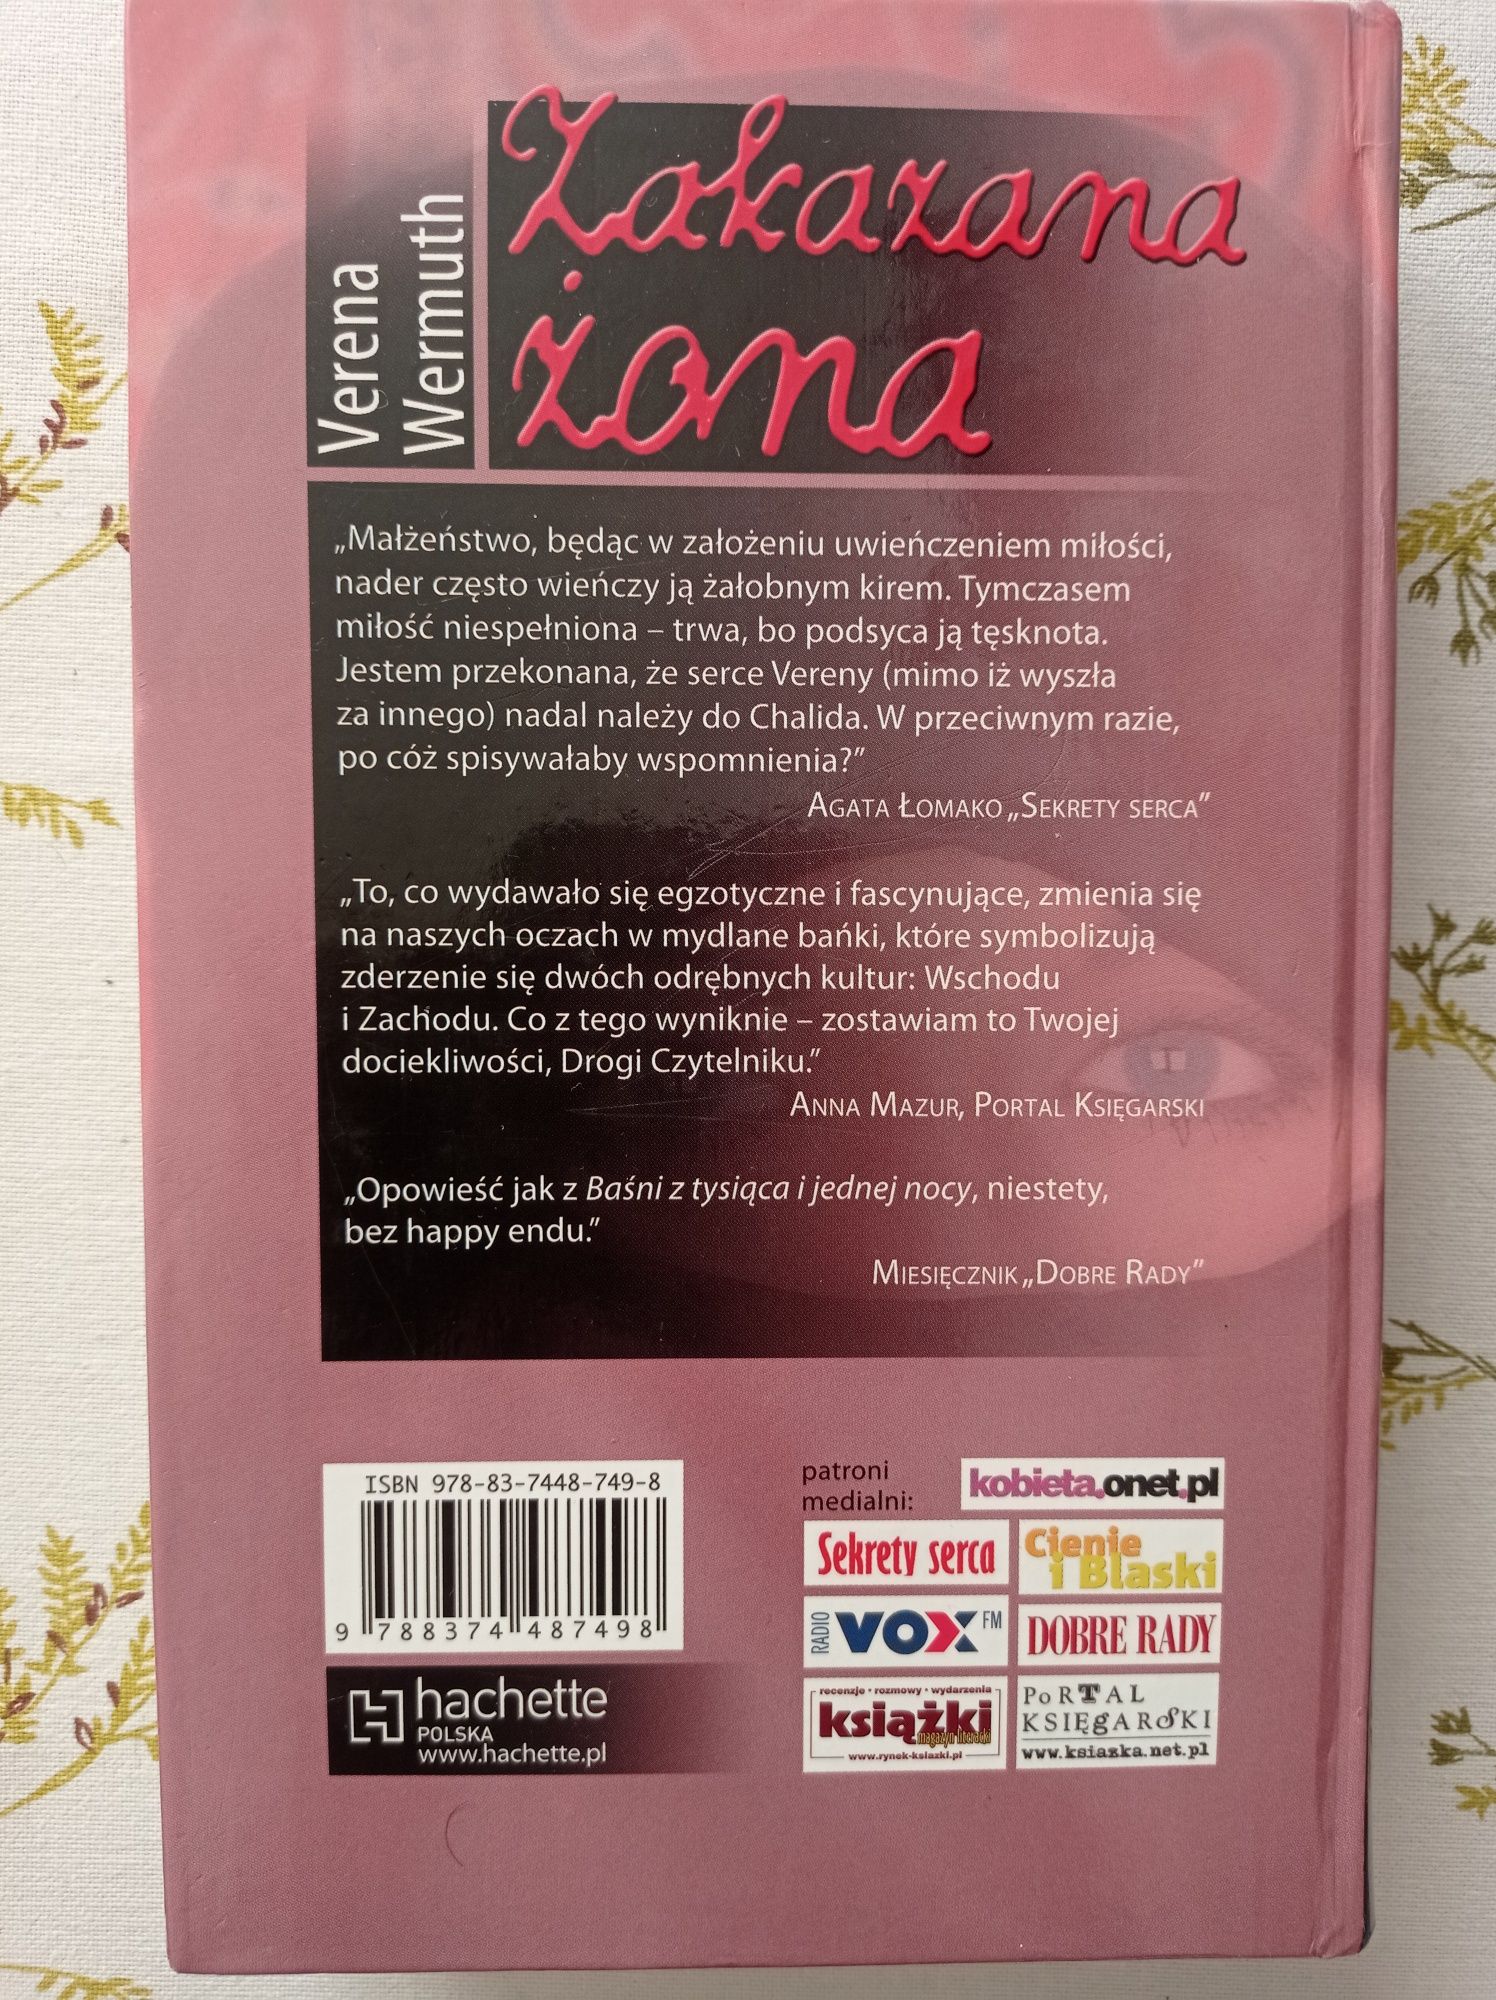 Verena
Wermuth
Zakazana
żona
„Małżeństwo, będąc w założeniu uwieńczeniem miłości,
nader często wieńczy ją żałobnym kirem. Tymczasem
miłość niespełniona – trwa, bo podsyca ją tęsknota.
Jestem przekonana, że serce Vereny (mimo iż wyszła
za innego) nadal należy do Chalida. W przeciwnym razie,
po cóż spisywałaby wspomnienia?”
AGATA ŁOMAKO „SEKRETY SERCA”
„To, co wydawało się egzotyczne i fascynujące, zmienia się
na naszych oczach w mydlane bańki, które symbolizują
zderzenie się dwóch odrębnych kultur: Wschodu
i Zachodu. Co z tego wyniknie – zostawiam to Twojej
dociekliwości, Drogi Czytelniku.”
ANNA MAZUR, PORTAL KSIĘGARSKI
„Opowieść jak z Baśni z tysiąca i jednej nocy, niestety,
bez happy endu.”
MIESIĘCZNIK „DOBRE RADY”
ISBN 978-83-7448-749-8
9 788374 487498
hachette
POLSKA
www.hachette.pl
patroni
medialni:
kobieta.onet.pl
Sekrety serca
Cienie
i Blaski
RADIO VOX FM
DOBRE RADY
recenzje • rozmowy • wydarzenia
książki
magazyn literacki
www.rynek-ksiazki.pl
PoRTAL
KSIĘgARSKI
www.ksiazka.net.pl